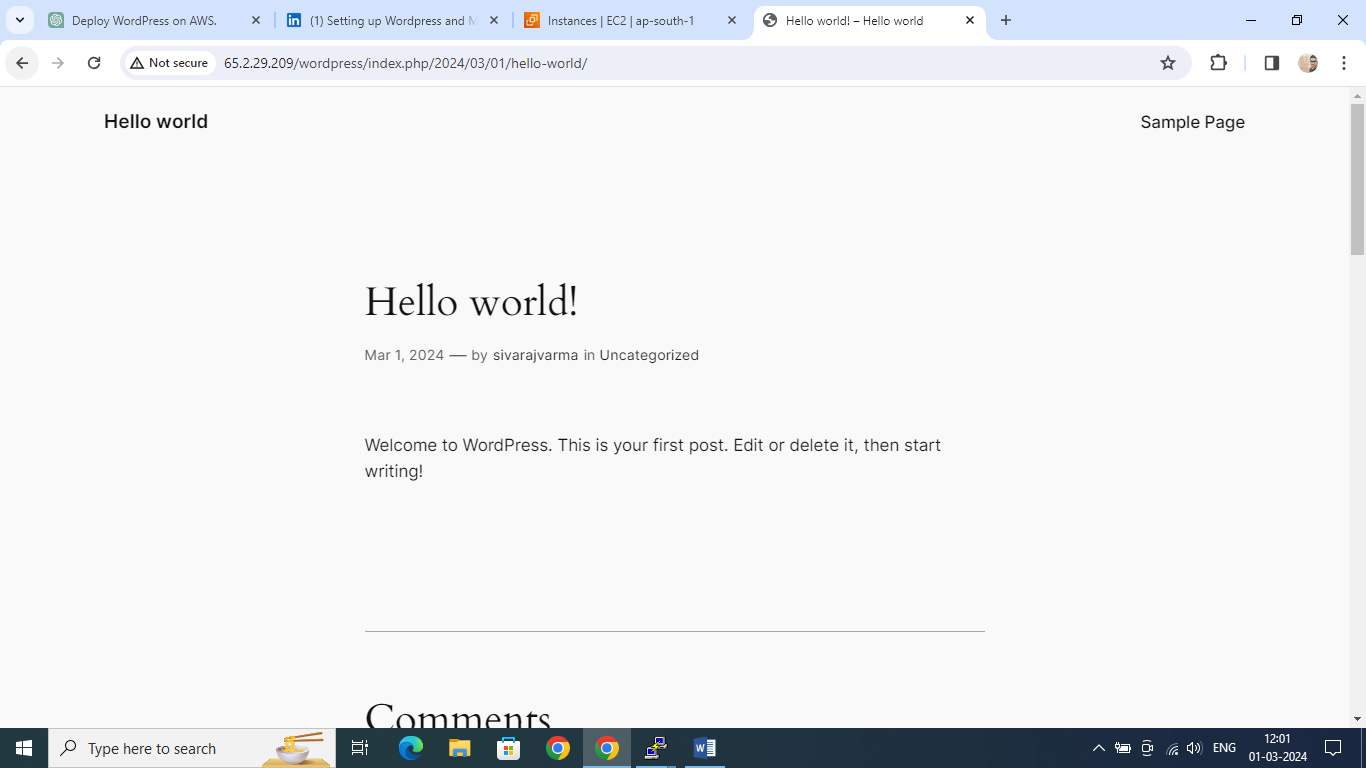 Deploy WordPress on AWS.
(1) Setting up Wordpress and M
Instances | EC2 | ap-south-1
Hello world! – Hello world
Not secure
65.2.29.209/wordpress/index.php/2024/03/01/hello-world/
Hello world
Sample Page
Hello world!
Mar 1, 2024 — by sivarajvarma in Uncategorized
Welcome to WordPress. This is your first post. Edit or delete it, then start
writing!
Comments
Type here to search
ENG
12:01
01-03-2024